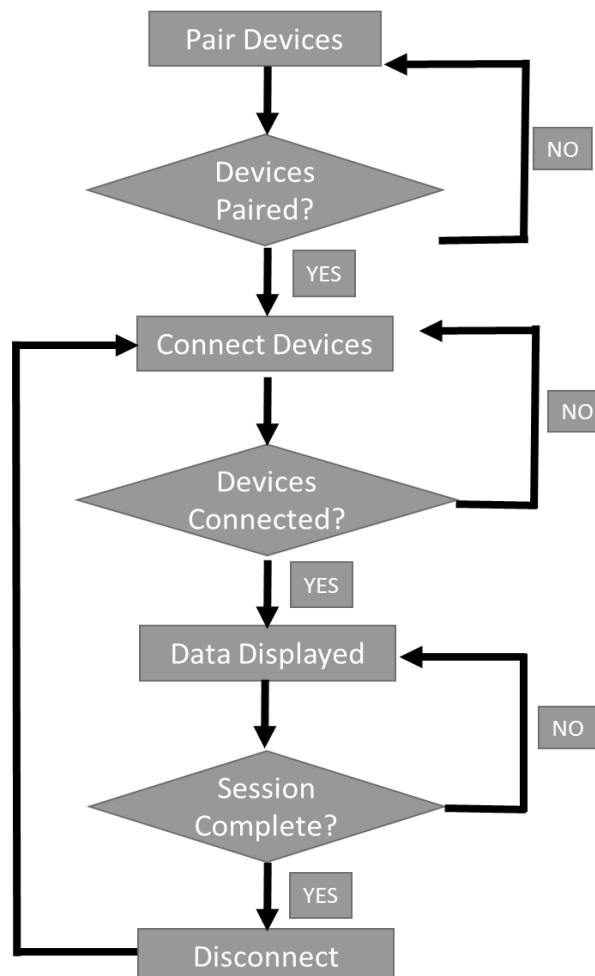 Pair Devices
NO
Devices
Paired?
YES
Connect Devices
NO
Devices
Connected?
YES
Data Displayed
NO
Session
Complete?
YES
Disconnect